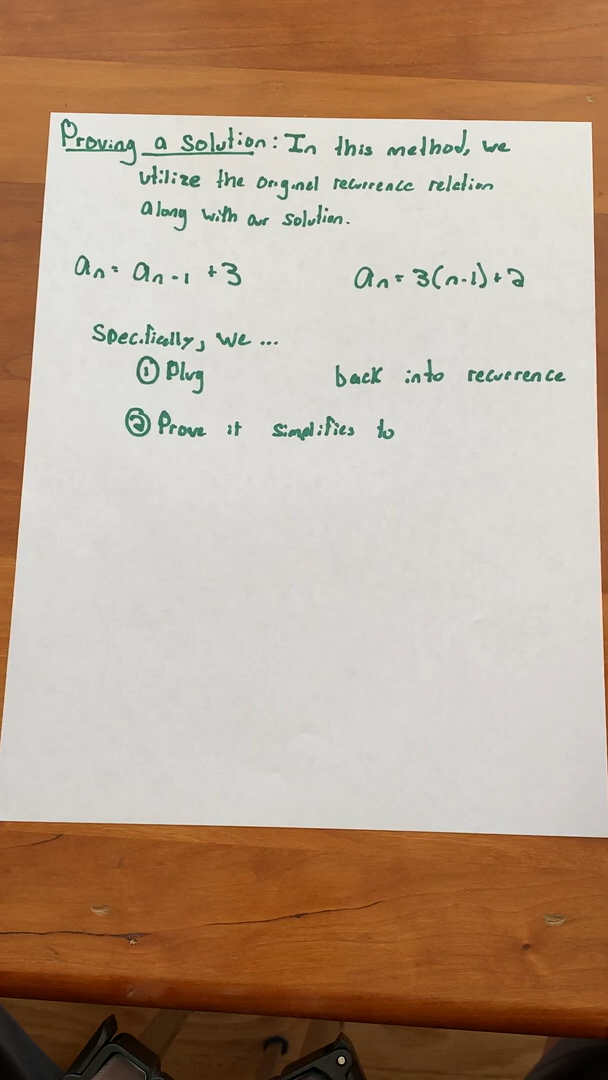 Proving a Solution: In this method, we
utilize the original recurrence relation
along with our solution.
aₙ = aₙ₋₁ + 3 aₙ = 3(n-1) + 2
Specifically, we ...
① Plug back into recurrence
② Prove it simplifies to